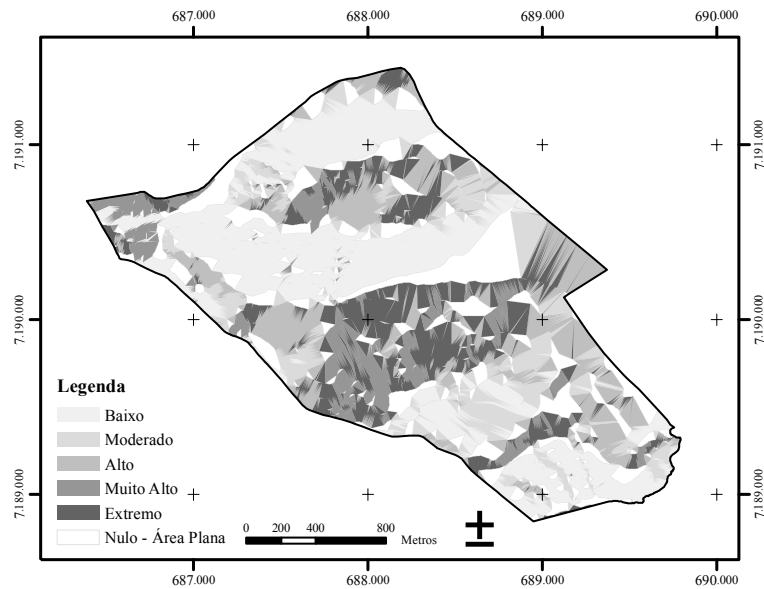 687.000 688.000 689.000 690.000
7.191.000 7.191.000
7.190.000 7.190.000
7.189.000 7.189.000
Legenda
Baixo
Moderado
Alto
Muito Alto
Extremo
Nulo - Área Plana
0 200 400 800
Metros
687.000 688.000 689.000 690.000